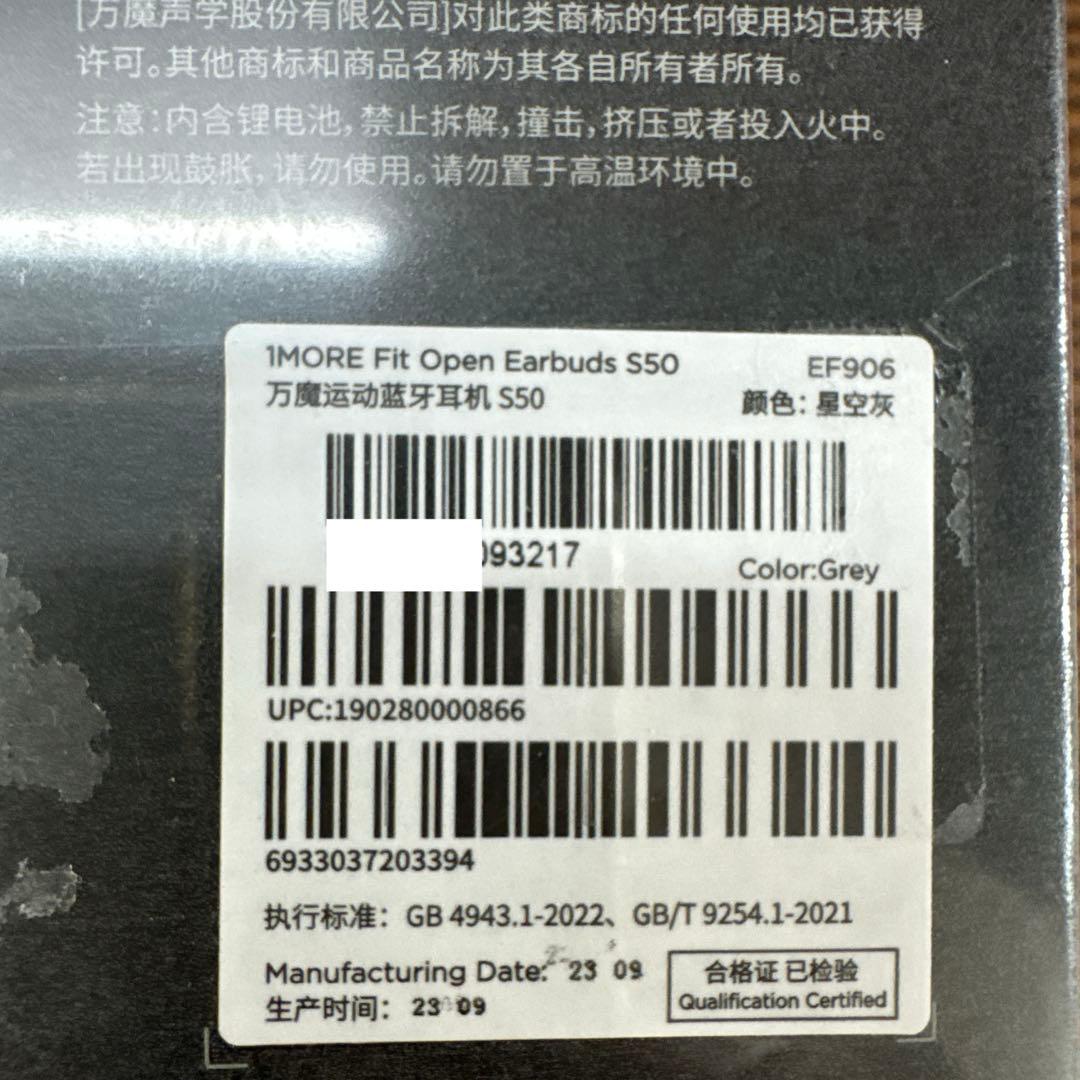 [万魔声学股份有限公司]对此类商标的任何使用均已获得
许可。其他商标和商品名称为其各自所有者所有。
注意：内含锂电池，禁止拆解，撞击，挤压或者投入火中。
若出现鼓胀，请勿使用。请勿置于高温环境中。
1MORE Fit Open Earbuds S50 EF906
万魔运动蓝牙耳机 S50 颜色：星空灰
093217
Color:Grey
UPC:190280000866
6933037203394
执行标准：GB 4943.1-2022、GB/T 9254.1-2021
Manufacturing Date: 23 09
生产时间：23 09
合格证 已检验
Qualification Certified